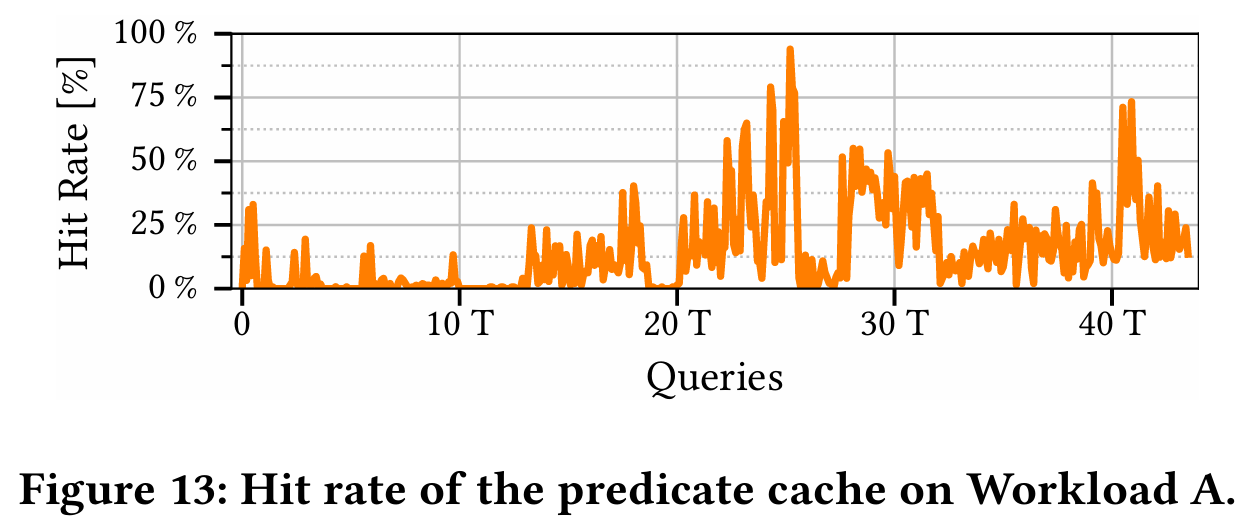 100 %
75 %
50 %
25 %
0 %
Hit Rate [%]
0 10 T 20 T 30 T 40 T
Queries
Figure 13: Hit rate of the predicate cache on Workload A.